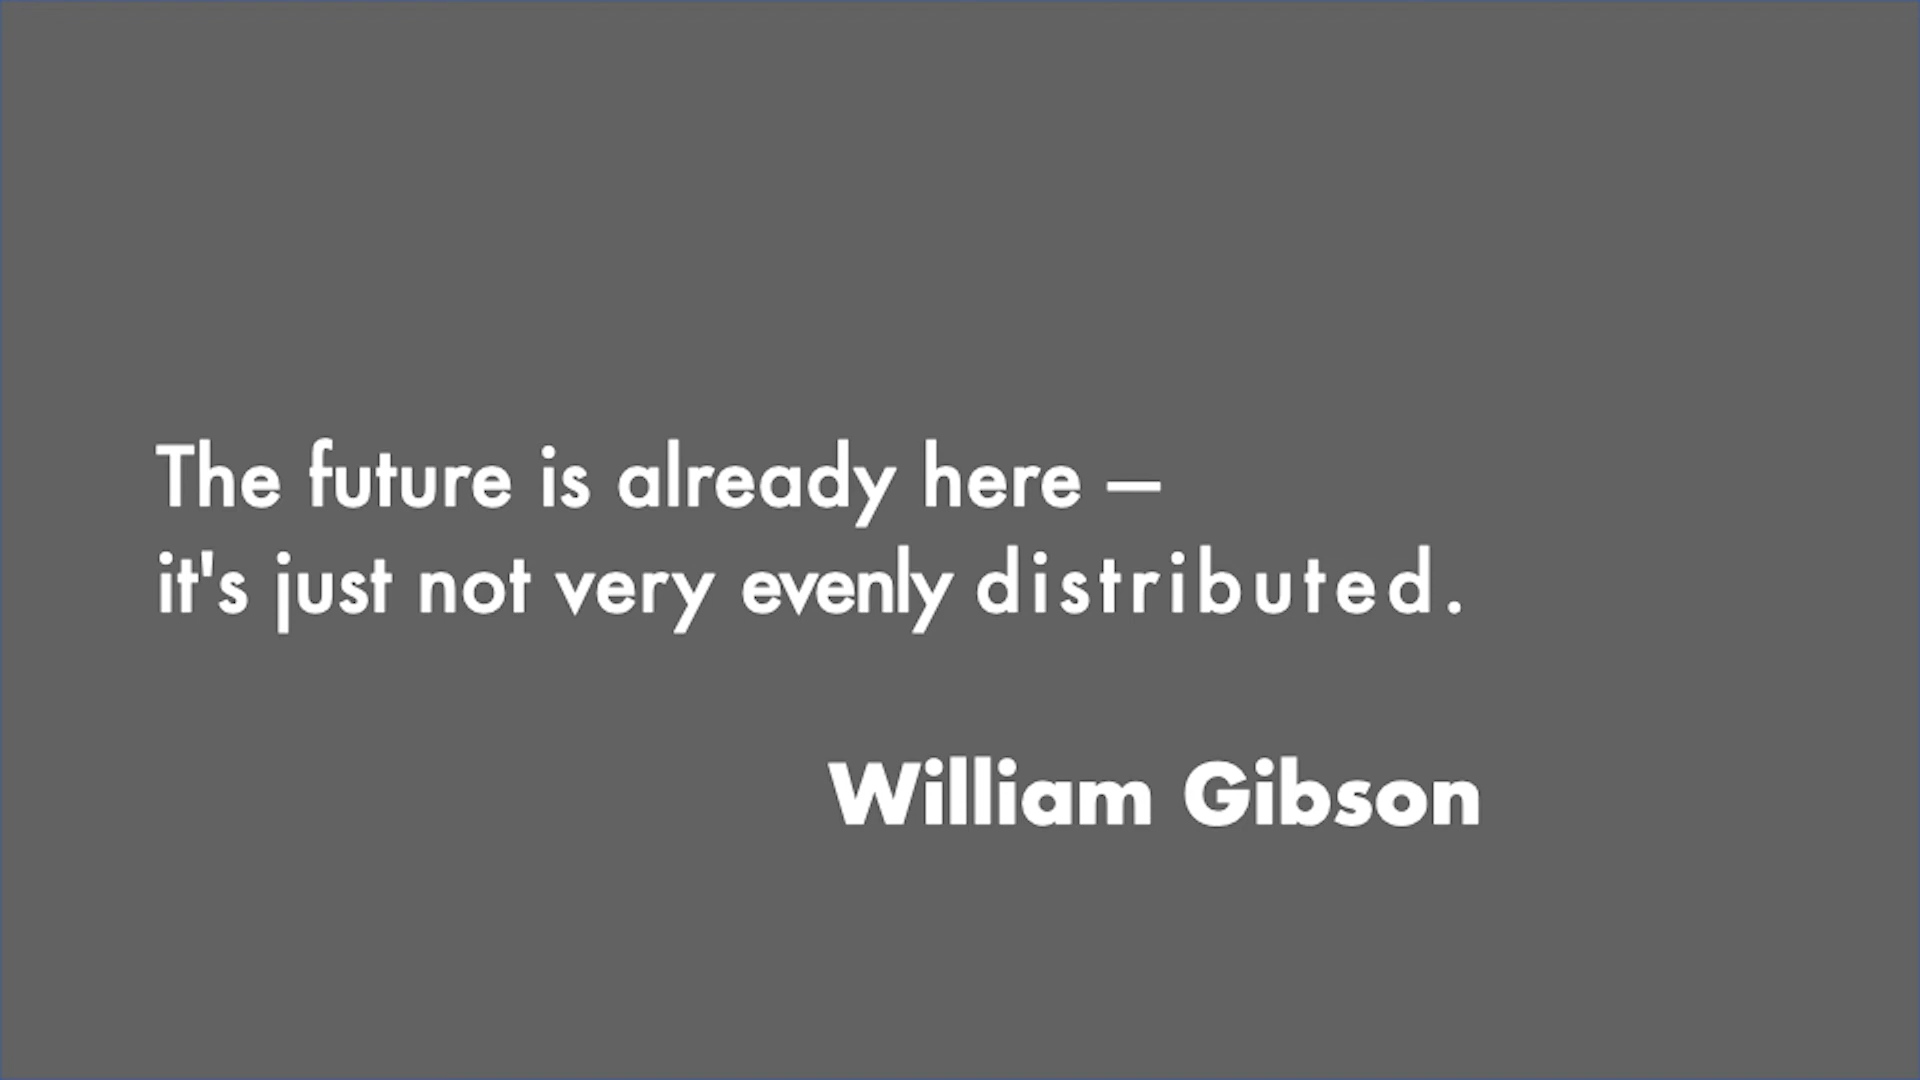 The future is already here —
it's just not very evenly distributed.
William Gibson